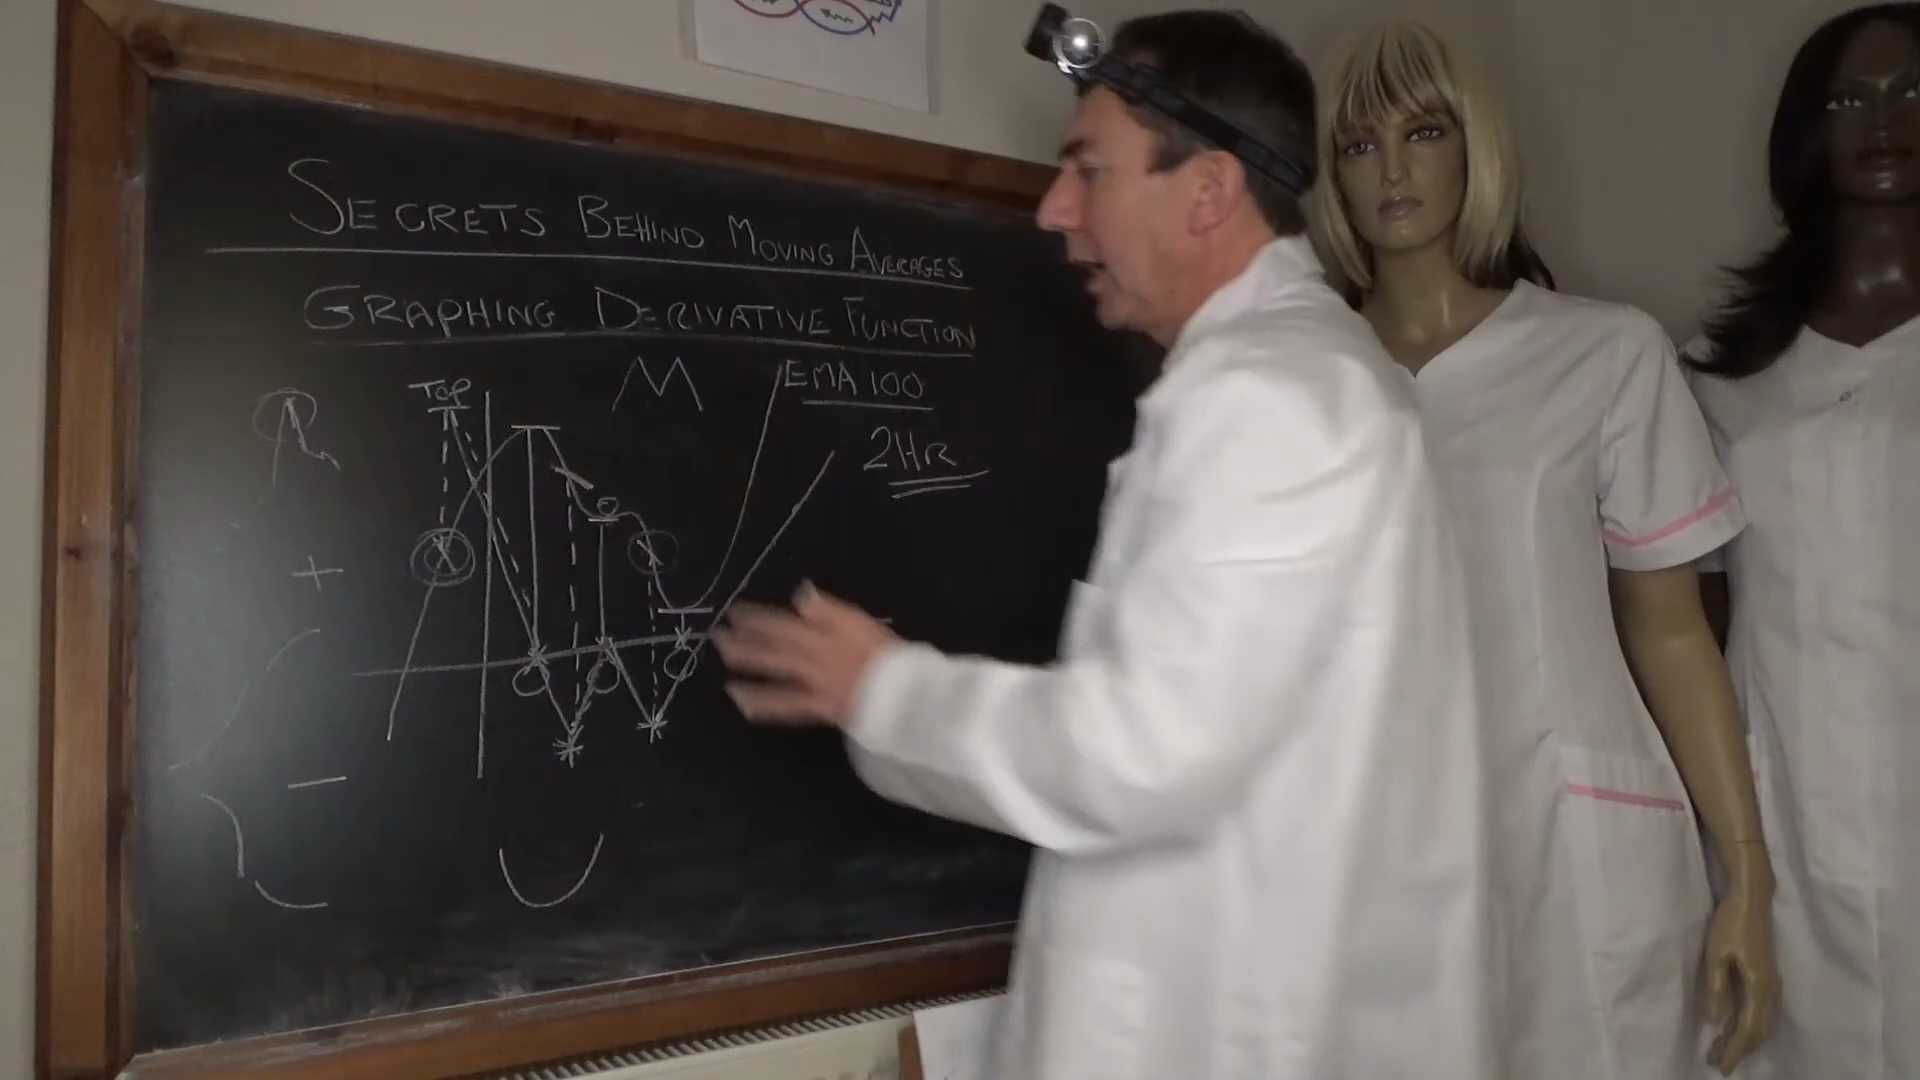 SECRETS BEHIND MOVING AVERAGES
GRAPHING DERIVATIVE FUNCTION
TOP
EMA 100
2HR
+
−